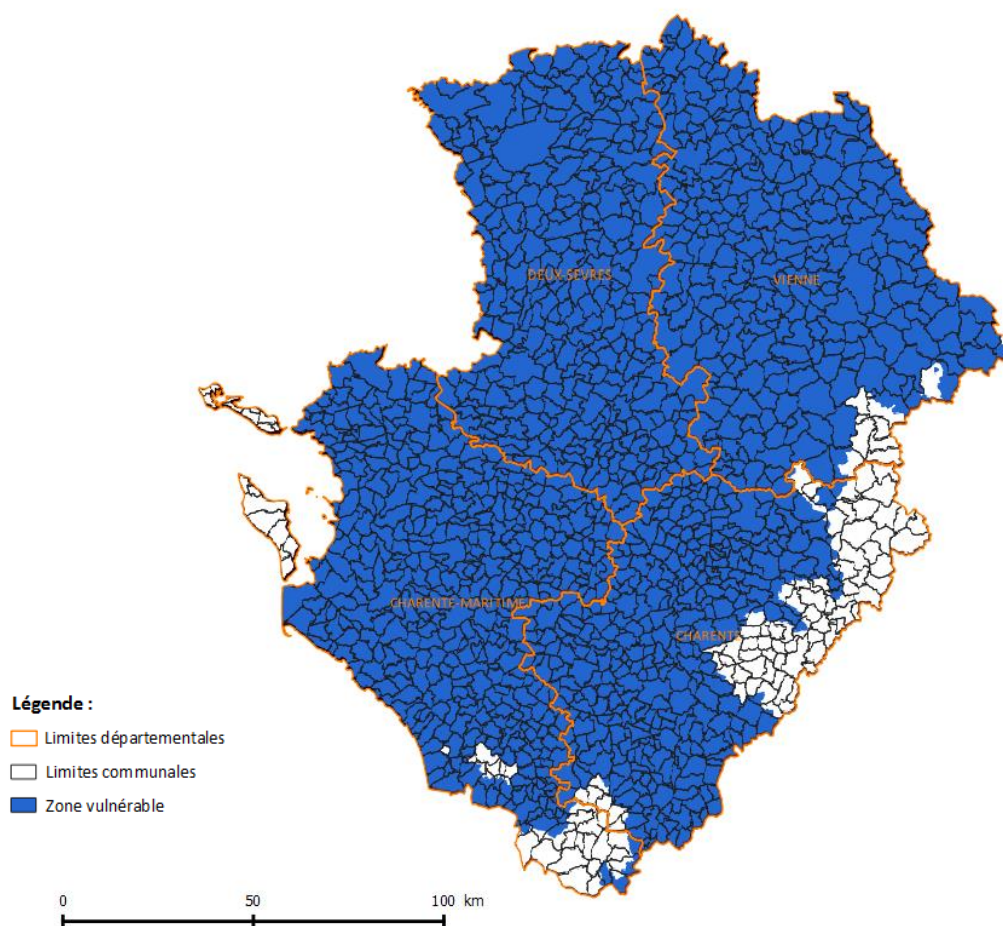 DEUX-SEVRES
VIENNE
CHARENTE-MARITIME
CHARENTE
Légende :
Limites départementales
Limites communales
Zone vulnérable
0 50 100 km